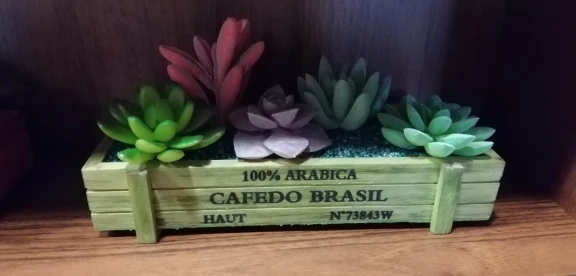 100% ARABICA
CAFEDO BRASIL
HAUT N°73843W